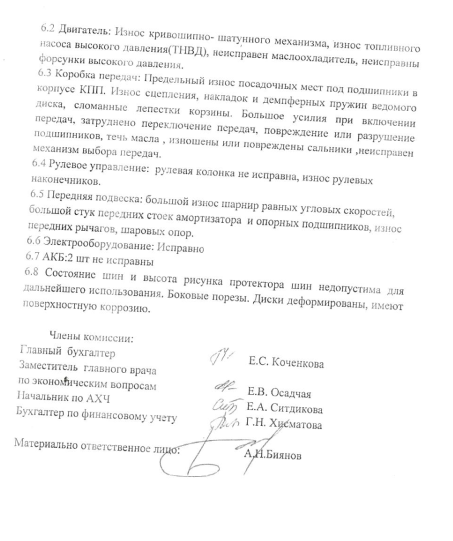 6.2 Двигатель: Износ кривошипно- шатунного механизма, износ топливного
насоса высокого давления(ТНВД), неисправен маслоохладитель, неисправны
форсунки высокого давления.
6.3 Коробка передач: Предельный износ посадочных мест под подшипники в
корпусе КПП. Износ сцепления, накладок и демпферных пружин ведомого
диска, сломанные лепестки корзины. Большое усилия при включении
передач, затруднено переключение передач, повреждение или разрушение
подшипников, течь масла , изношены или повреждены сальники ,неисправен
механизм выбора передач.
6.4 Рулевое управление: рулевая колонка не исправна, износ рулевых
наконечников.
6.5 Передняя подвеска: большой износ шарнир равных угловых скоростей,
большой стук передних стоек амортизатора и опорных подшипников, износ
передних рычагов, шаровых опор.
6.6 Электрооборудование: Исправно
6.7 АКБ:2 шт не исправны
6.8 Состояние шин и высота рисунка протектора шин недопустима для
дальнейшего использования. Боковые порезы. Диски деформированы, имеют
поверхностную коррозию.
Члены комиссии:
Главный бухгалтер Е.С. Коченкова
Заместитель главного врача
по экономическим вопросам Е.В. Осадчая
Начальник по АХЧ Е.А. Ситдикова
Бухгалтер по финансовому учету Г.Н. Хисматова
Материально ответственное лицо: А.Н.Биянов